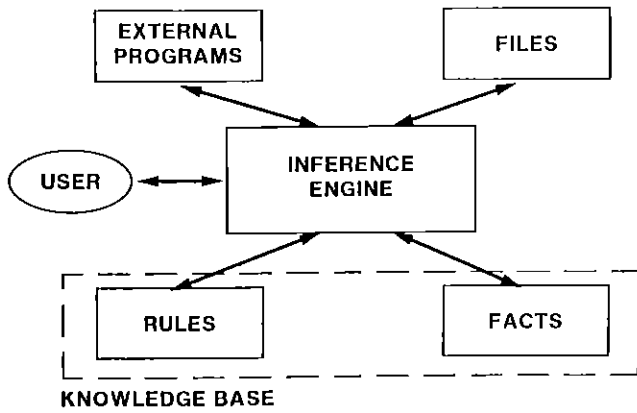 EXTERNAL
PROGRAMS
FILES
USER
INFERENCE
ENGINE
RULES
FACTS
KNOWLEDGE BASE